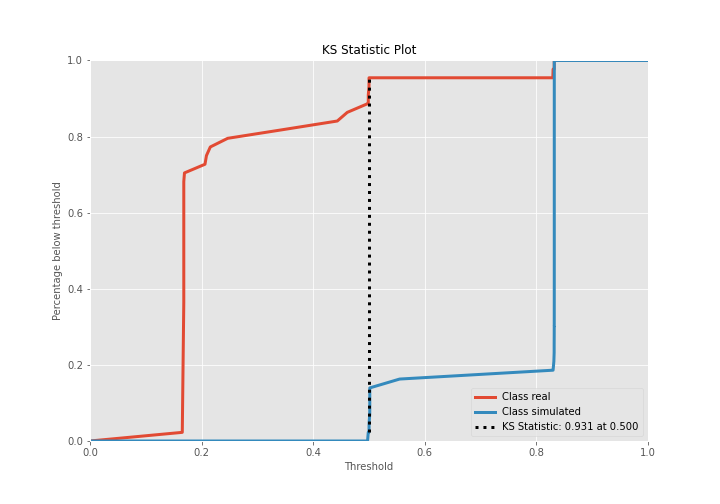 KS Statistic Plot
1.0
0.8
0.6
0.4
0.2
0.0
Percentage below threshold
0.0 0.2 0.4 0.6 0.8 1.0
Threshold
Class real
Class simulated
KS Statistic: 0.931 at 0.500